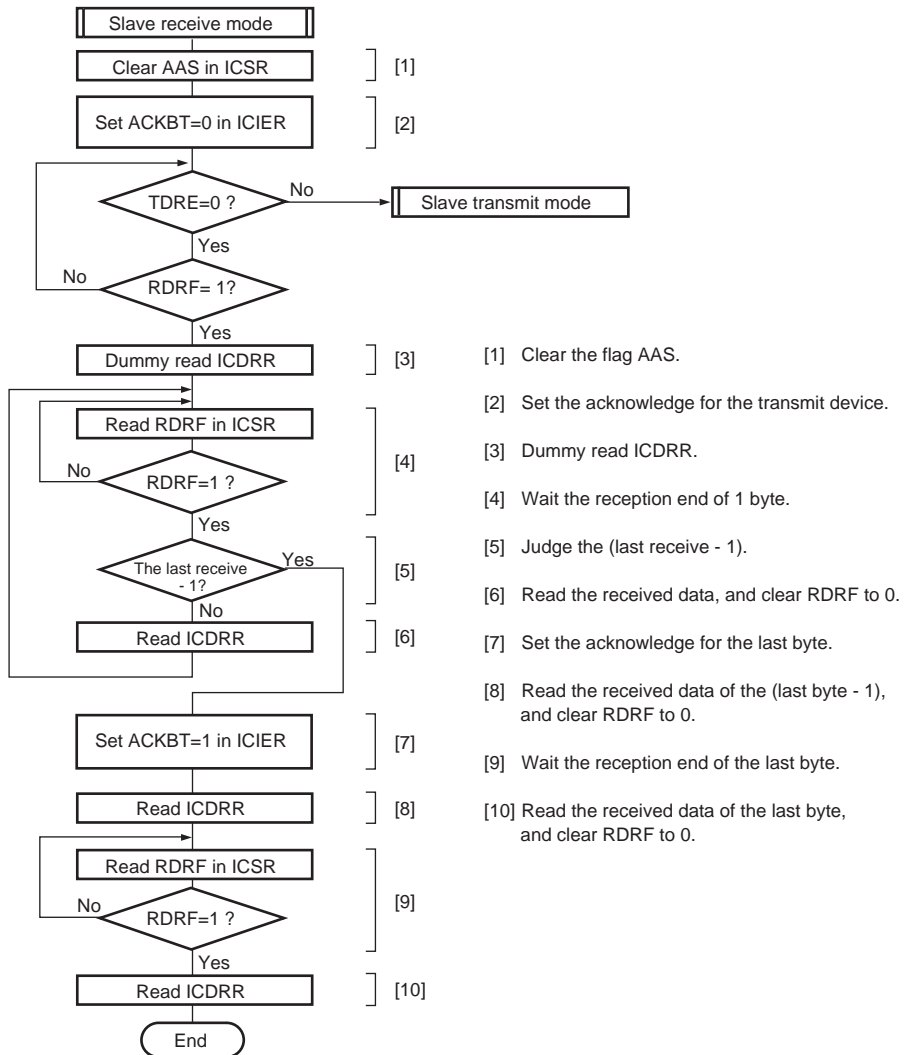 Slave receive mode
Clear AAS in ICSR
[1]
Set ACKBT=0 in ICIER
[2]
TDRE=0 ?
No
Slave transmit mode
Yes
No
RDRF= 1?
Yes
Dummy read ICDRR
[3]
Read RDRF in ICSR
[4]
No
RDRF=1 ?
Yes
The last receive
- 1?
Yes
[5]
No
Read ICDRR
[6]
Set ACKBT=1 in ICIER
[7]
Read ICDRR
[8]
Read RDRF in ICSR
[9]
No
RDRF=1 ?
Yes
Read ICDRR
[10]
End
[1] Clear the flag AAS.
[2] Set the acknowledge for the transmit device.
[3] Dummy read ICDRR.
[4] Wait the reception end of 1 byte.
[5] Judge the (last receive - 1).
[6] Read the received data, and clear RDRF to 0.
[7] Set the acknowledge for the last byte.
[8] Read the received data of the (last byte - 1),
and clear RDRF to 0.
[9] Wait the reception end of the last byte.
[10] Read the received data of the last byte,
and clear RDRF to 0.